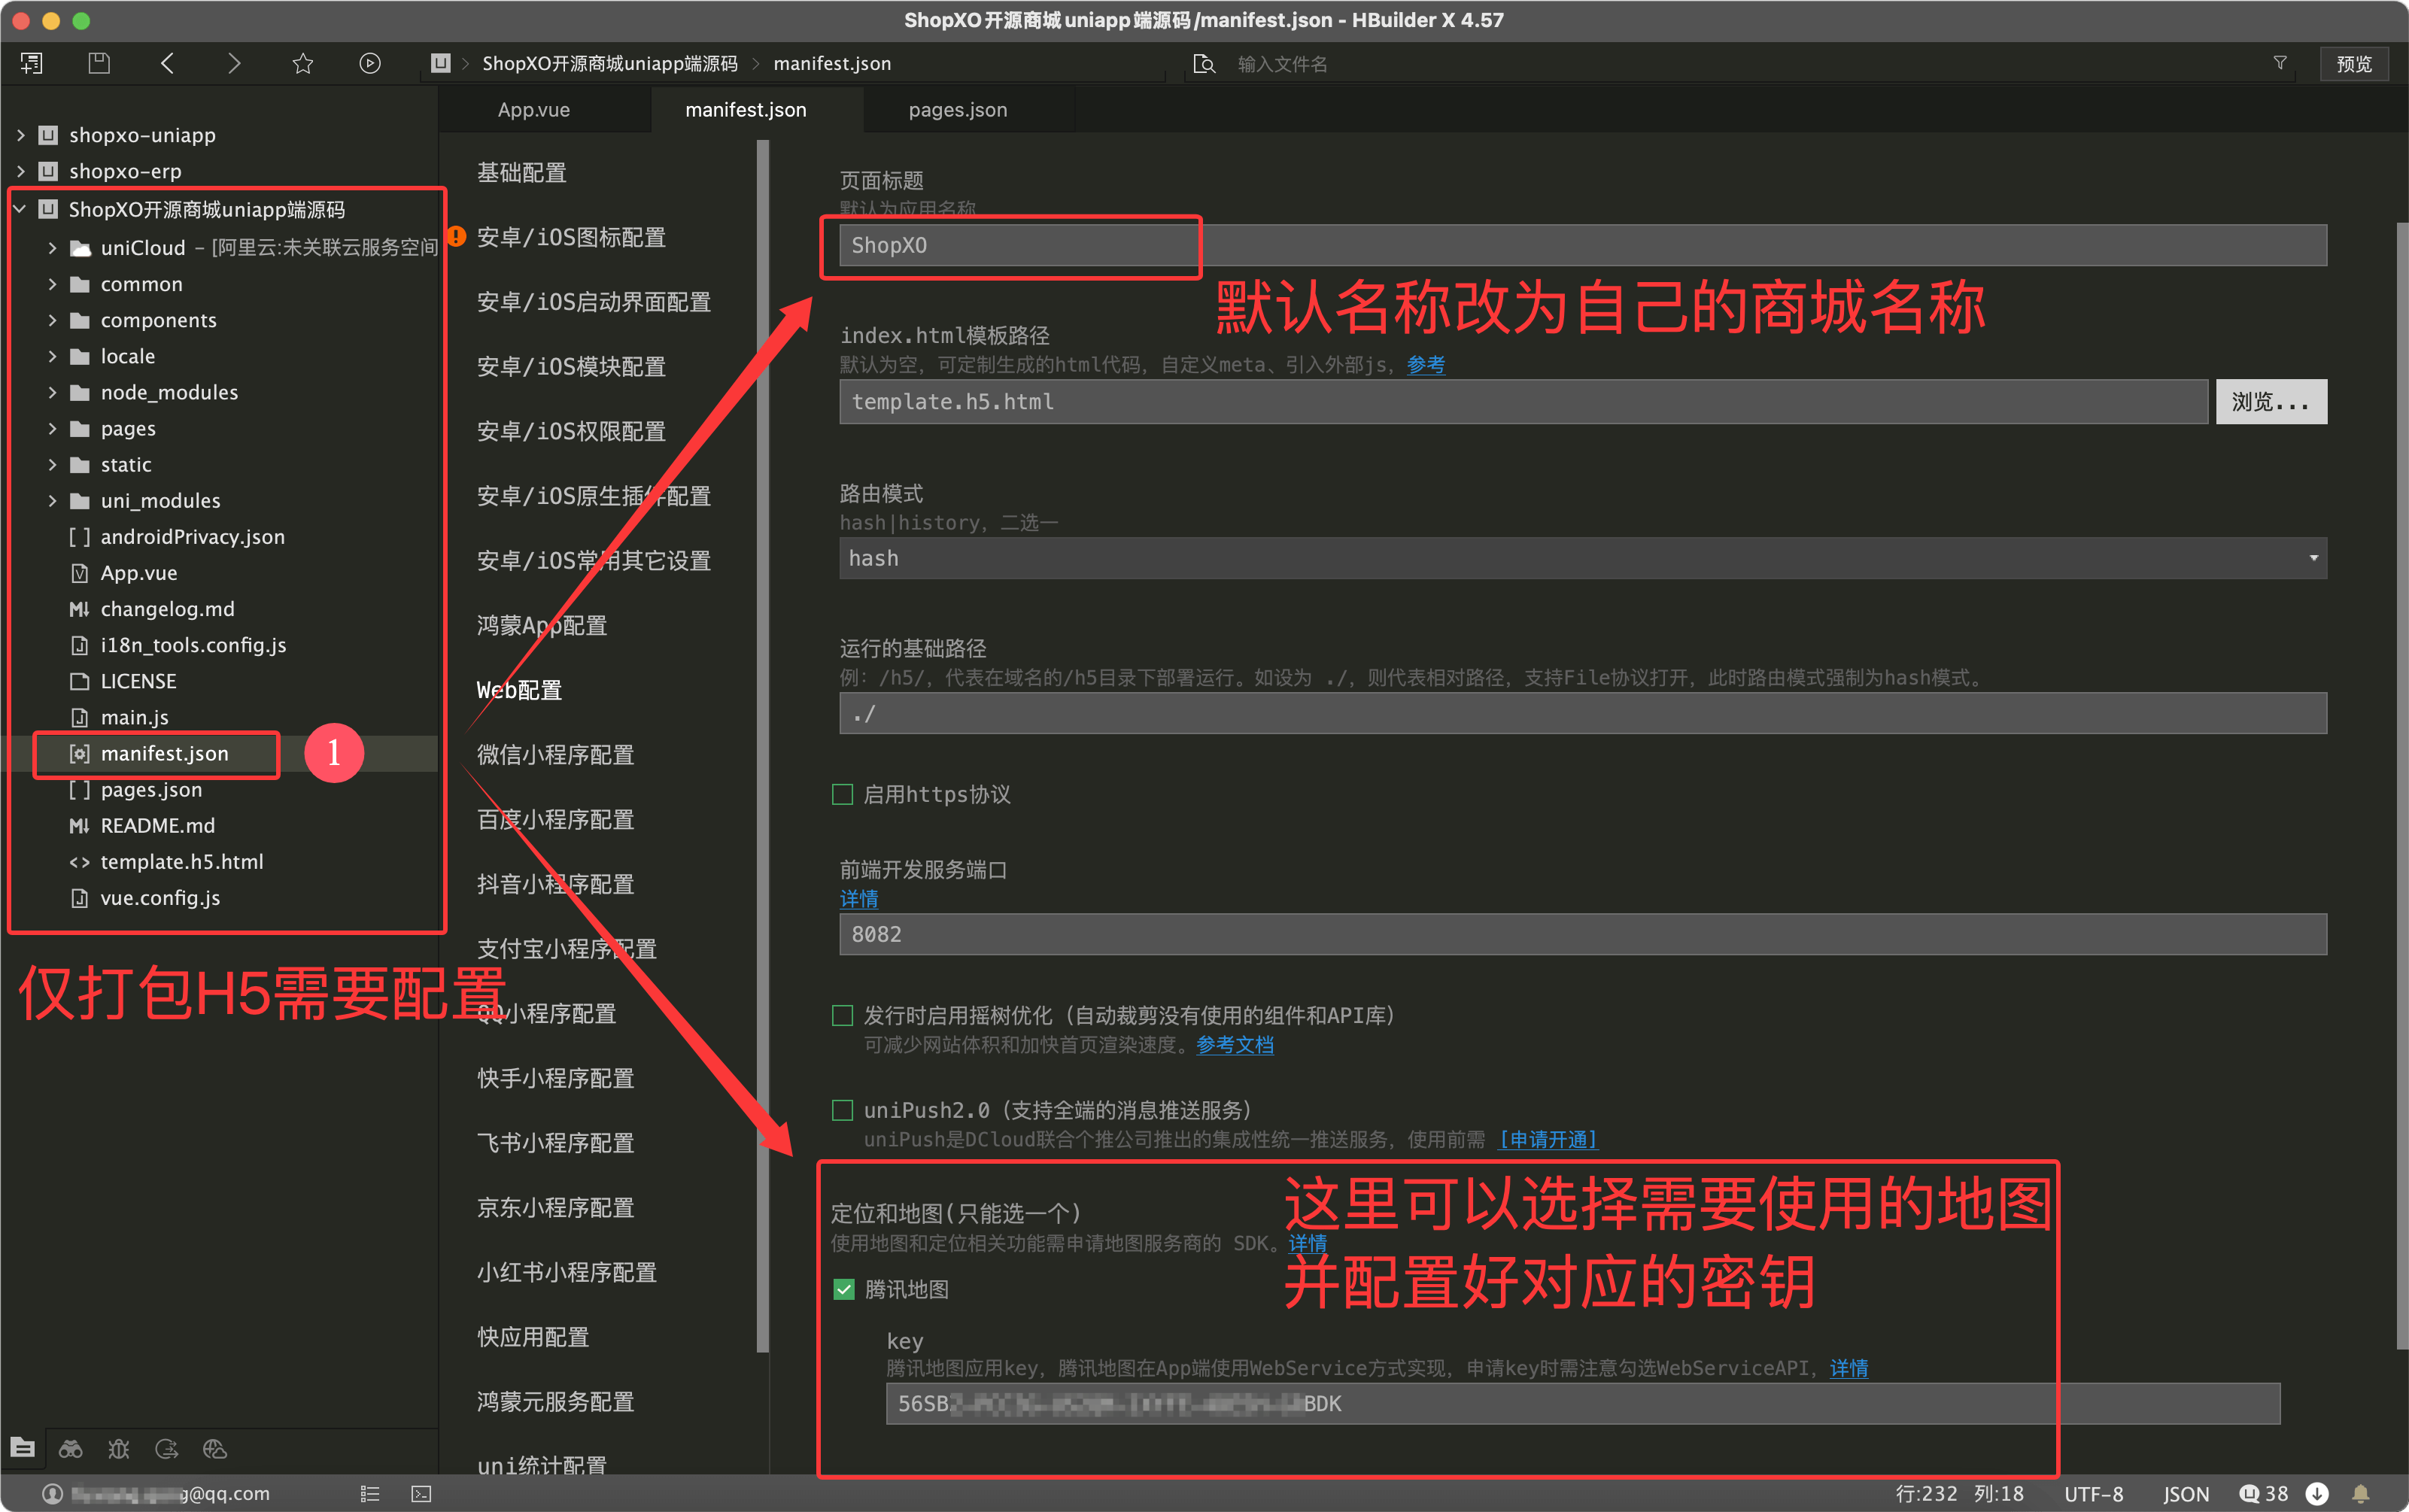 ShopXO开源商城uniapp端源码/manifest.json - HBuilder X 4.57
ShopXO开源商城uniapp端源码 > manifest.json
输入文件名
预览
App.vue
manifest.json
pages.json
shopxo-uniapp
shopxo-erp
ShopXO开源商城uniapp端源码
uniCloud - [阿里云:未关联云服务空间
common
components
locale
node_modules
pages
static
uni_modules
androidPrivacy.json
App.vue
changelog.md
i18n_tools.config.js
LICENSE
main.js
manifest.json
1
pages.json
README.md
template.h5.html
vue.config.js
仅打包H5需要配置
基础配置
安卓/iOS图标配置
安卓/iOS启动界面配置
安卓/iOS模块配置
安卓/iOS权限配置
安卓/iOS原生插件配置
安卓/iOS常用其它设置
鸿蒙App配置
Web配置
微信小程序配置
百度小程序配置
抖音小程序配置
支付宝小程序配置
QQ小程序配置
快手小程序配置
飞书小程序配置
京东小程序配置
小红书小程序配置
快应用配置
鸿蒙元服务配置
uni统计配置
页面标题
默认为应用名称
ShopXO
默认名称改为自己的商城名称
index.html模板路径
默认为空，可定制生成的html代码，自定义meta、引入外部js，参考
template.h5.html
浏览...
路由模式
hash|history，二选一
hash
运行的基础路径
例：/h5/，代表在域名的/h5目录下部署运行。如设为 ./，则代表相对路径，支持File协议打开，此时路由模式强制为hash模式。
./
启用https协议
前端开发服务端口
详情
8082
发行时启用摇树优化（自动裁剪没有使用的组件和API库）
可减少网站体积和加快首页渲染速度。参考文档
uniPush2.0（支持全端的消息推送服务）
uniPush是DCloud联合个推公司推出的集成性统一推送服务，使用前需 [申请开通]
定位和地图(只能选一个)
使用地图和定位相关功能需申请地图服务商的 SDK。详情
这里可以选择需要使用的地图
并配置好对应的密钥
腾讯地图
key
腾讯地图应用key，腾讯地图在App端使用WebService方式实现，申请key时需注意勾选WebServiceAPI，详情
56SB BDK
g@qq.com
行:232 列:18
UTF-8
JSON
38